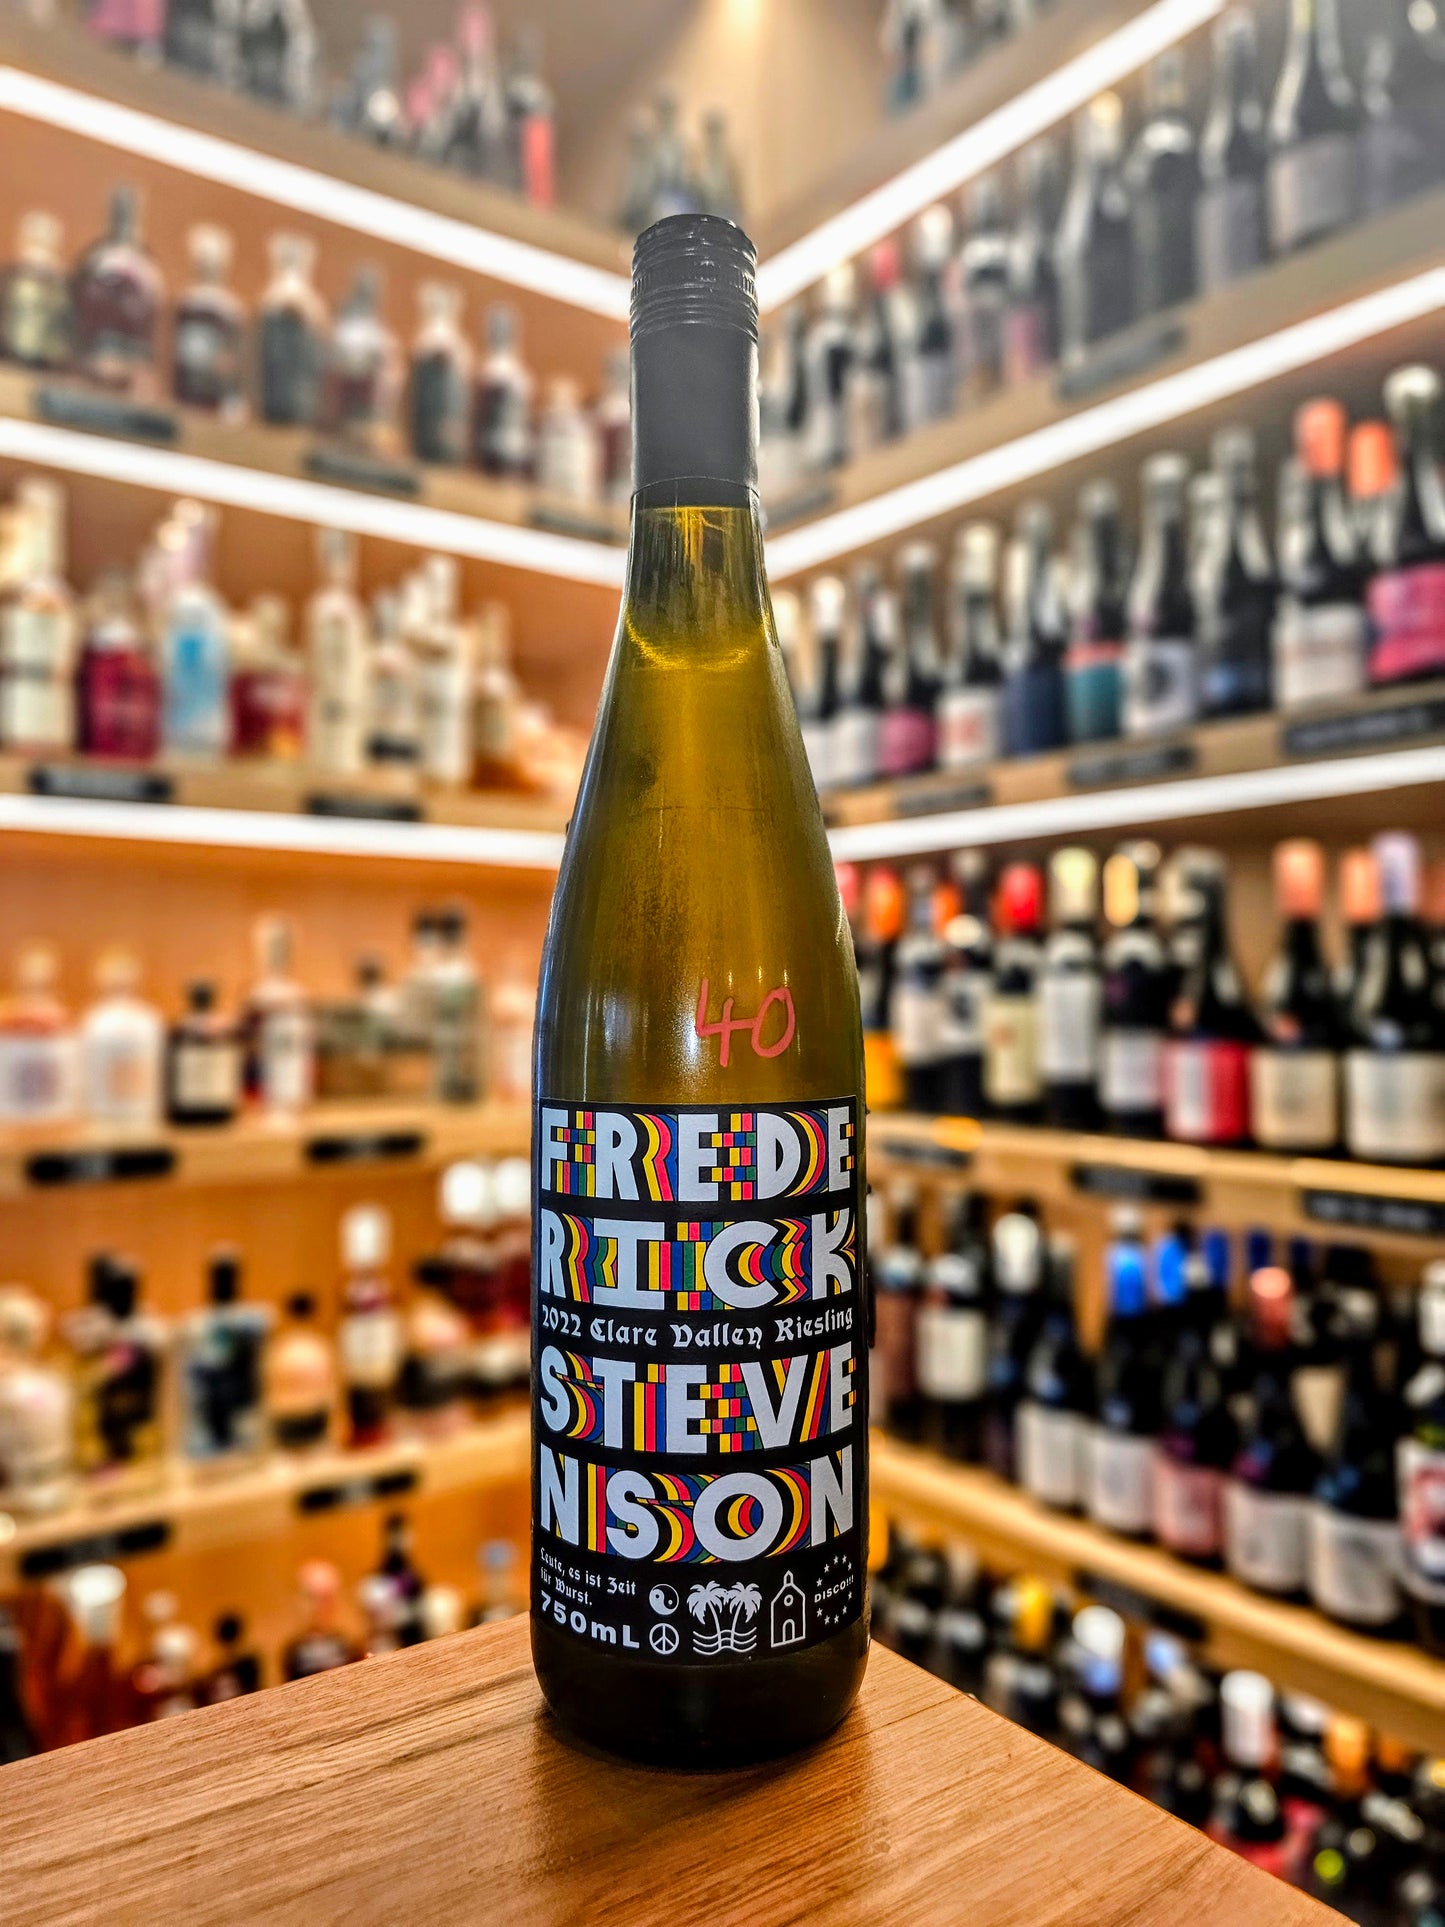 40
FREDE
RICK
2022 Clare Valley Riesling
STEVE
NSON
Leute, es ist Zeit
für Wurst.
750mL
DISCO!!!